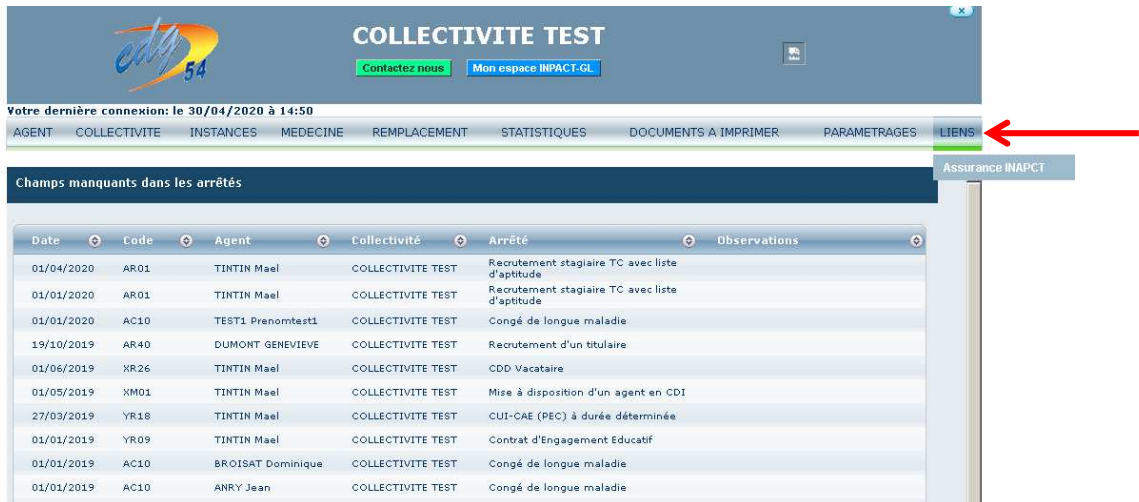 cdg 54
COLLECTIVITE TEST
Contactez nous Mon espace INPACT-GL
x
Votre dernière connexion: le 30/04/2020 à 14:50
AGENT COLLECTIVITE INSTANCES MEDECINE REMPLACEMENT STATISTIQUES DOCUMENTS A IMPRIMER PARAMETRAGES LIENS
Assurance INAPCT
Champs manquants dans les arrêtés
Date Code Agent Collectivité Arrêté Observations
01/04/2020 AR01 TINTIN Mael COLLECTIVITE TEST Recrutement stagiaire TC avec liste
d'aptitude
01/01/2020 AR01 TINTIN Mael COLLECTIVITE TEST Recrutement stagiaire TC avec liste
d'aptitude
01/01/2020 AC10 TEST1 Prenomtest1 COLLECTIVITE TEST Congé de longue maladie
19/10/2019 AR40 DUMONT GENEVIEVE COLLECTIVITE TEST Recrutement d'un titulaire
01/06/2019 XR26 TINTIN Mael COLLECTIVITE TEST CDD Vacataire
01/05/2019 XM01 TINTIN Mael COLLECTIVITE TEST Mise à disposition d'un agent en CDI
27/03/2019 YR18 TINTIN Mael COLLECTIVITE TEST CUI-CAE (PEC) à durée déterminée
01/01/2019 YR09 TINTIN Mael COLLECTIVITE TEST Contrat d'Engagement Educatif
01/01/2019 AC10 BROISAT Dominique COLLECTIVITE TEST Congé de longue maladie
01/01/2019 AC10 ANRY Jean COLLECTIVITE TEST Congé de longue maladie